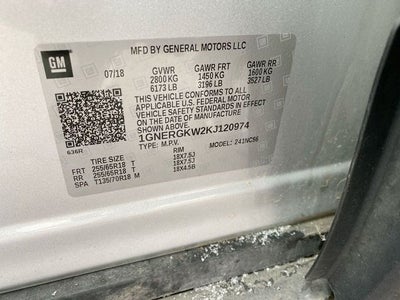 GM
MFD BY GENERAL MOTORS LLC
07/18 GVWR GAWR FRT GAWR RR
2800 KG 1450 KG 1600 KG
6173 LB 3196 LB 3527 LB
THIS VEHICLE CONFORMS TO ALL
APPLICABLE U.S. FEDERAL MOTOR
VEHICLE SAFETY STANDARDS IN EFFECT
ON THE DATE OF MANUFACTURE
SHOWN ABOVE.
1GNERGKW2KJ120974
636R TYPE: M.P.V. MODEL: 241NC56
TIRE SIZE RIM
FRT 255/65R18 T 18X7.5J
RR 255/65R18 T 18X7.5J
SPA T135/70R18 M 18X4.5B